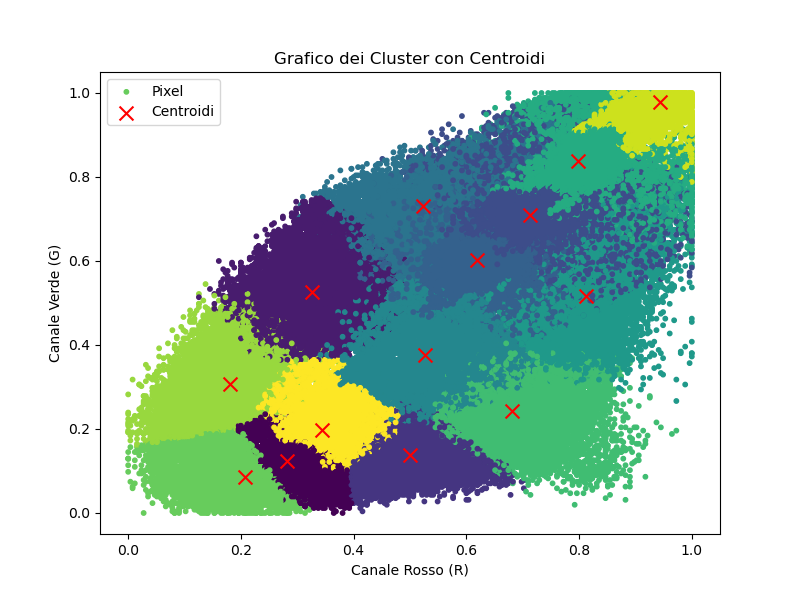 Grafico dei Cluster con Centroidi
Pixel
Centroidi
1.0
0.8
0.6
0.4
0.2
0.0
Canale Verde (G)
0.0 0.2 0.4 0.6 0.8 1.0
Canale Rosso (R)